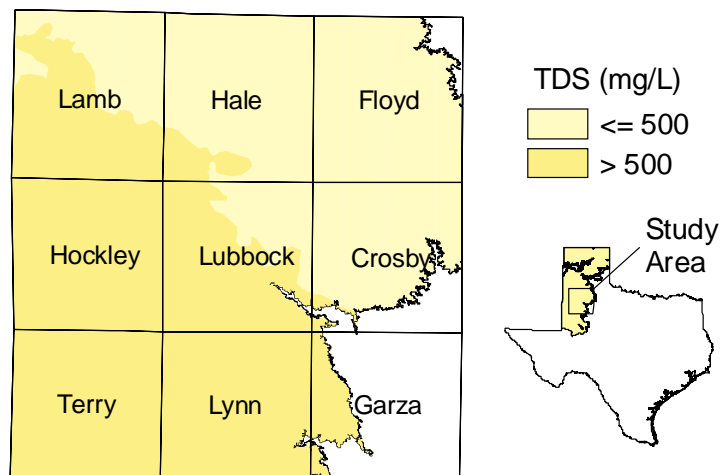 Lamb
Hale
Floyd
Hockley
Lubbock
Crosby
Terry
Lynn
Garza
TDS (mg/L)
<= 500
> 500
Study
Area